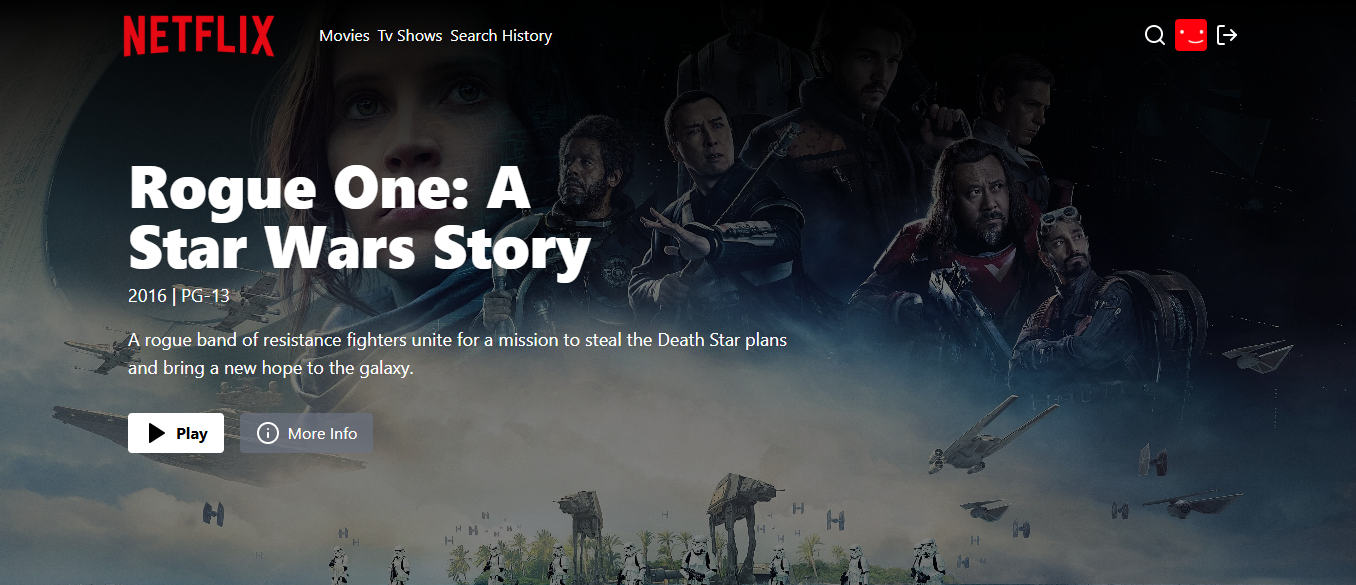 NETFLIX
Movies Tv Shows Search History
Rogue One: A
Star Wars Story
2016 | PG-13
A rogue band of resistance fighters unite for a mission to steal the Death Star plans
and bring a new hope to the galaxy.
Play
More Info